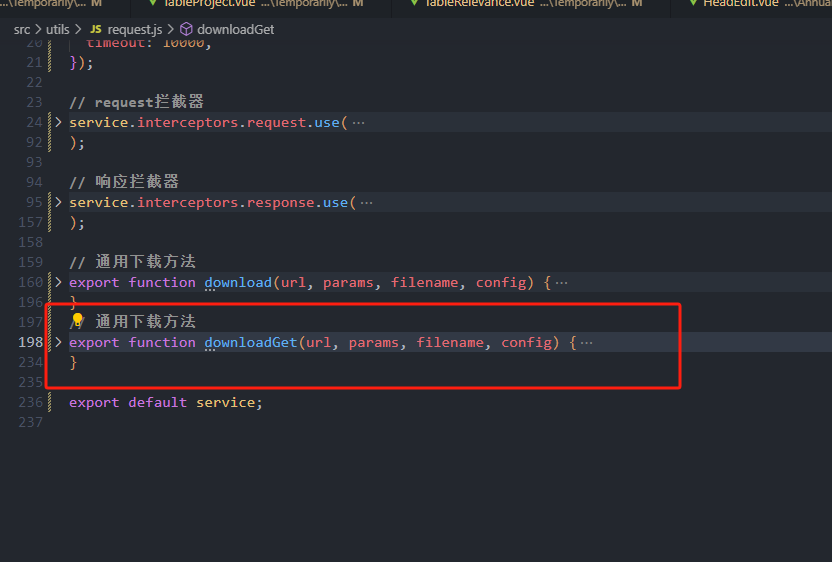 ...\Temporarily\... M TableProject.vue ...\Temporarily\... M TableRelevance.vue ...\Temporarily\... M HeadEdit.vue ...\Annua
src > utils > JS request.js > downloadGet
20 timeout: 10000,
21 });
22
23 // request拦截器
24 service.interceptors.request.use( ...
92 );
93
94 // 响应拦截器
95 service.interceptors.response.use( ...
157 );
158
159 // 通用下载方法
160 export function download(url, params, filename, config) { ...
196 }
197 // 通用下载方法
198 export function downloadGet(url, params, filename, config) { ...
234 }
235
236 export default service;
237